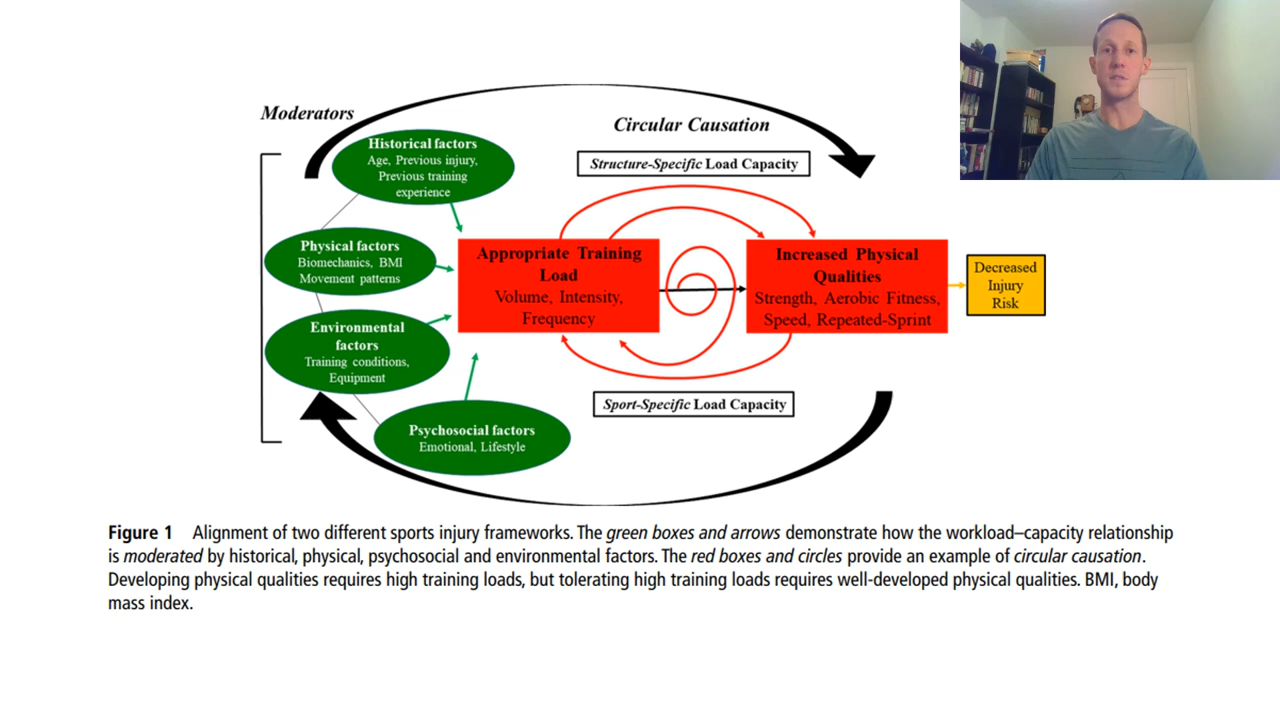 Moderators
Circular Causation
Historical factors
Age, Previous injury,
Previous training
experience
Structure-Specific Load Capacity
Physical factors
Biomechanics, BMI
Movement patterns
Appropriate Training
Load
Volume, Intensity,
Frequency
Increased Physical
Qualities
Strength, Aerobic Fitness,
Speed, Repeated-Sprint
Decreased
Injury
Risk
Environmental
factors
Training conditions,
Equipment
Sport-Specific Load Capacity
Psychosocial factors
Emotional, Lifestyle
Figure 1 Alignment of two different sports injury frameworks. The green boxes and arrows demonstrate how the workload–capacity relationship
is moderated by historical, physical, psychosocial and environmental factors. The red boxes and circles provide an example of circular causation.
Developing physical qualities requires high training loads, but tolerating high training loads requires well-developed physical qualities. BMI, body
mass index.